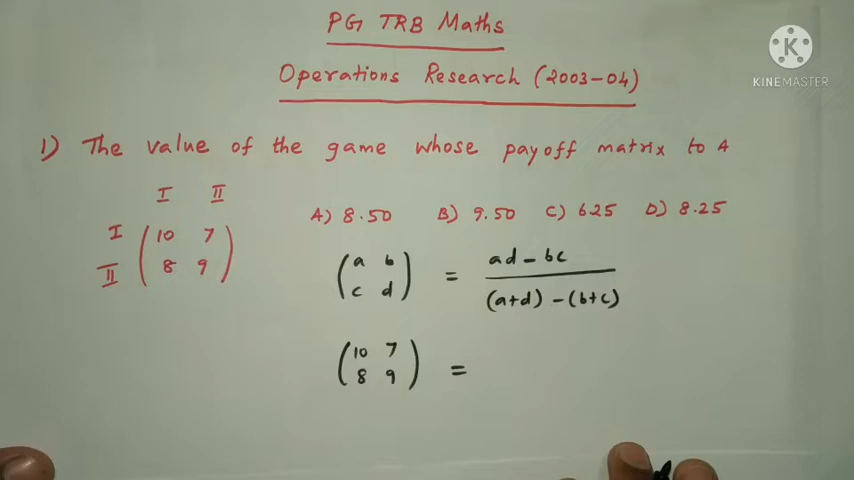 PG TRB Maths
K
KINEMASTER
Operations Research (2003-04)
1) The value of the game whose payoff matrix to A
I II
A) 8.50 B) 9.50 C) 6.25 D) 8.25
I ( 10 7 )
II ( 8 9 )
( a b ) = ad - bc
( c d ) (a+d) - (b+c)
( 10 7 ) =
( 8 9 )